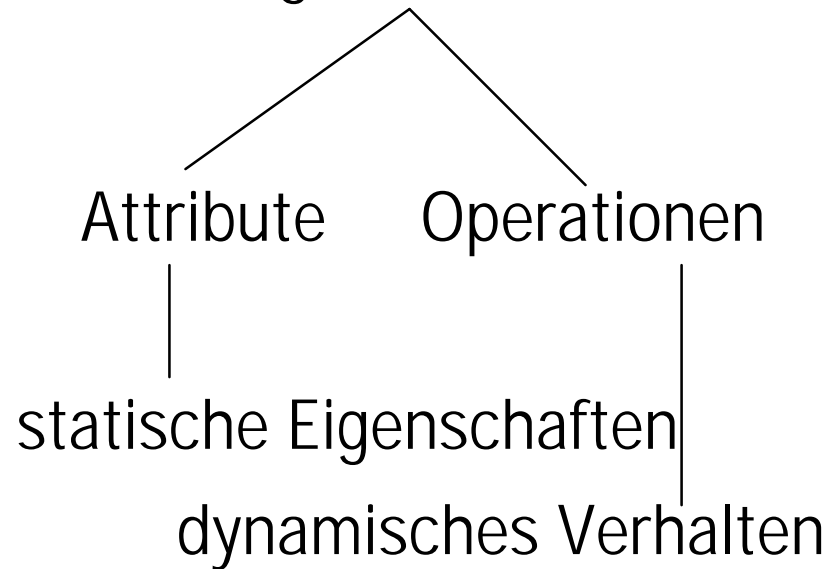 Attribute Operationen
statische Eigenschaften
dynamisches Verhalten